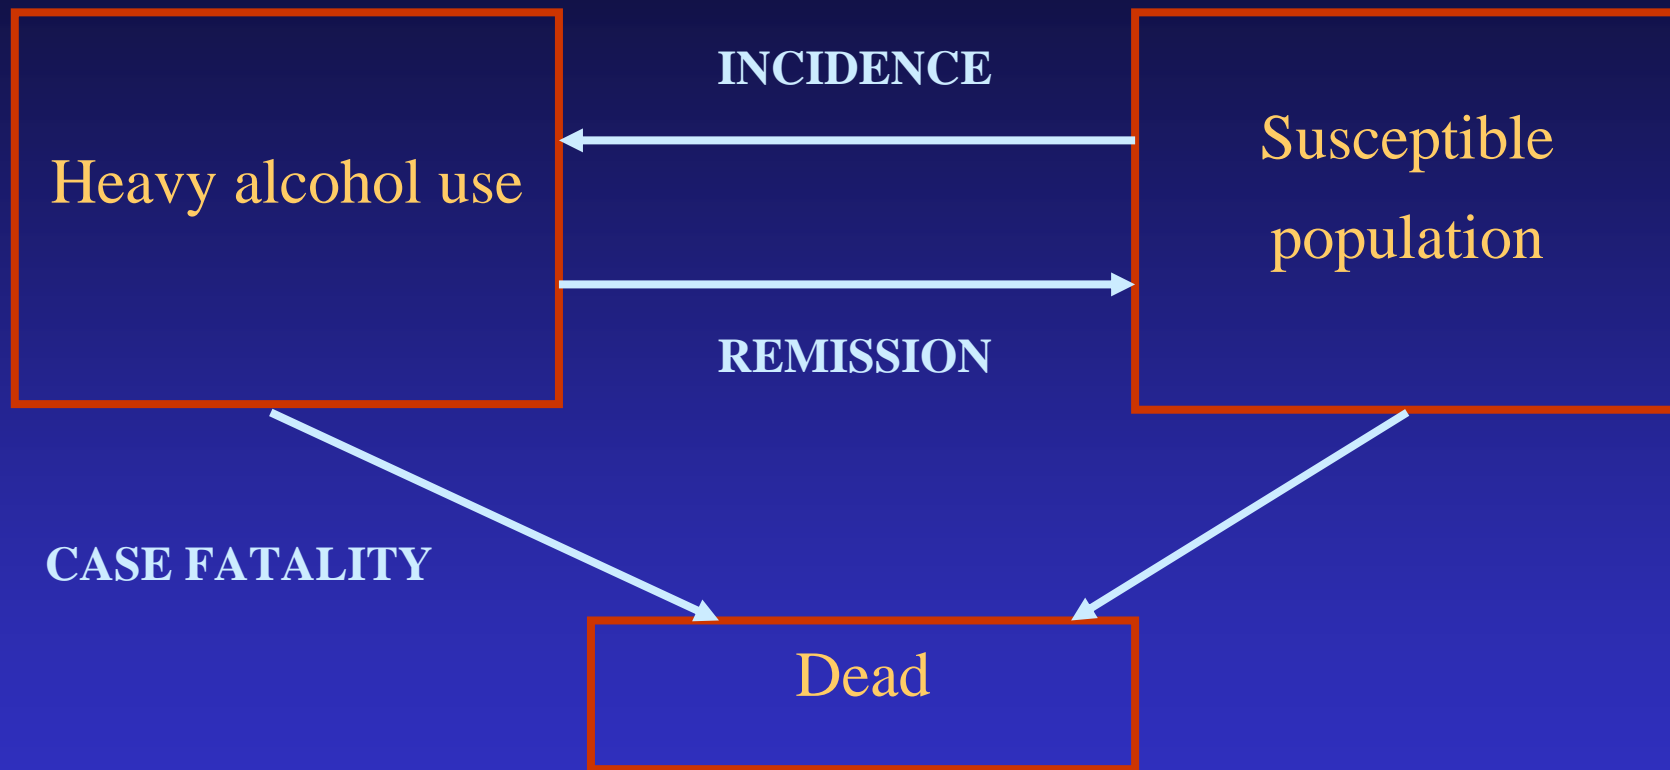 INCIDENCE
Heavy alcohol use
Susceptible
population
REMISSION
CASE FATALITY
Dead